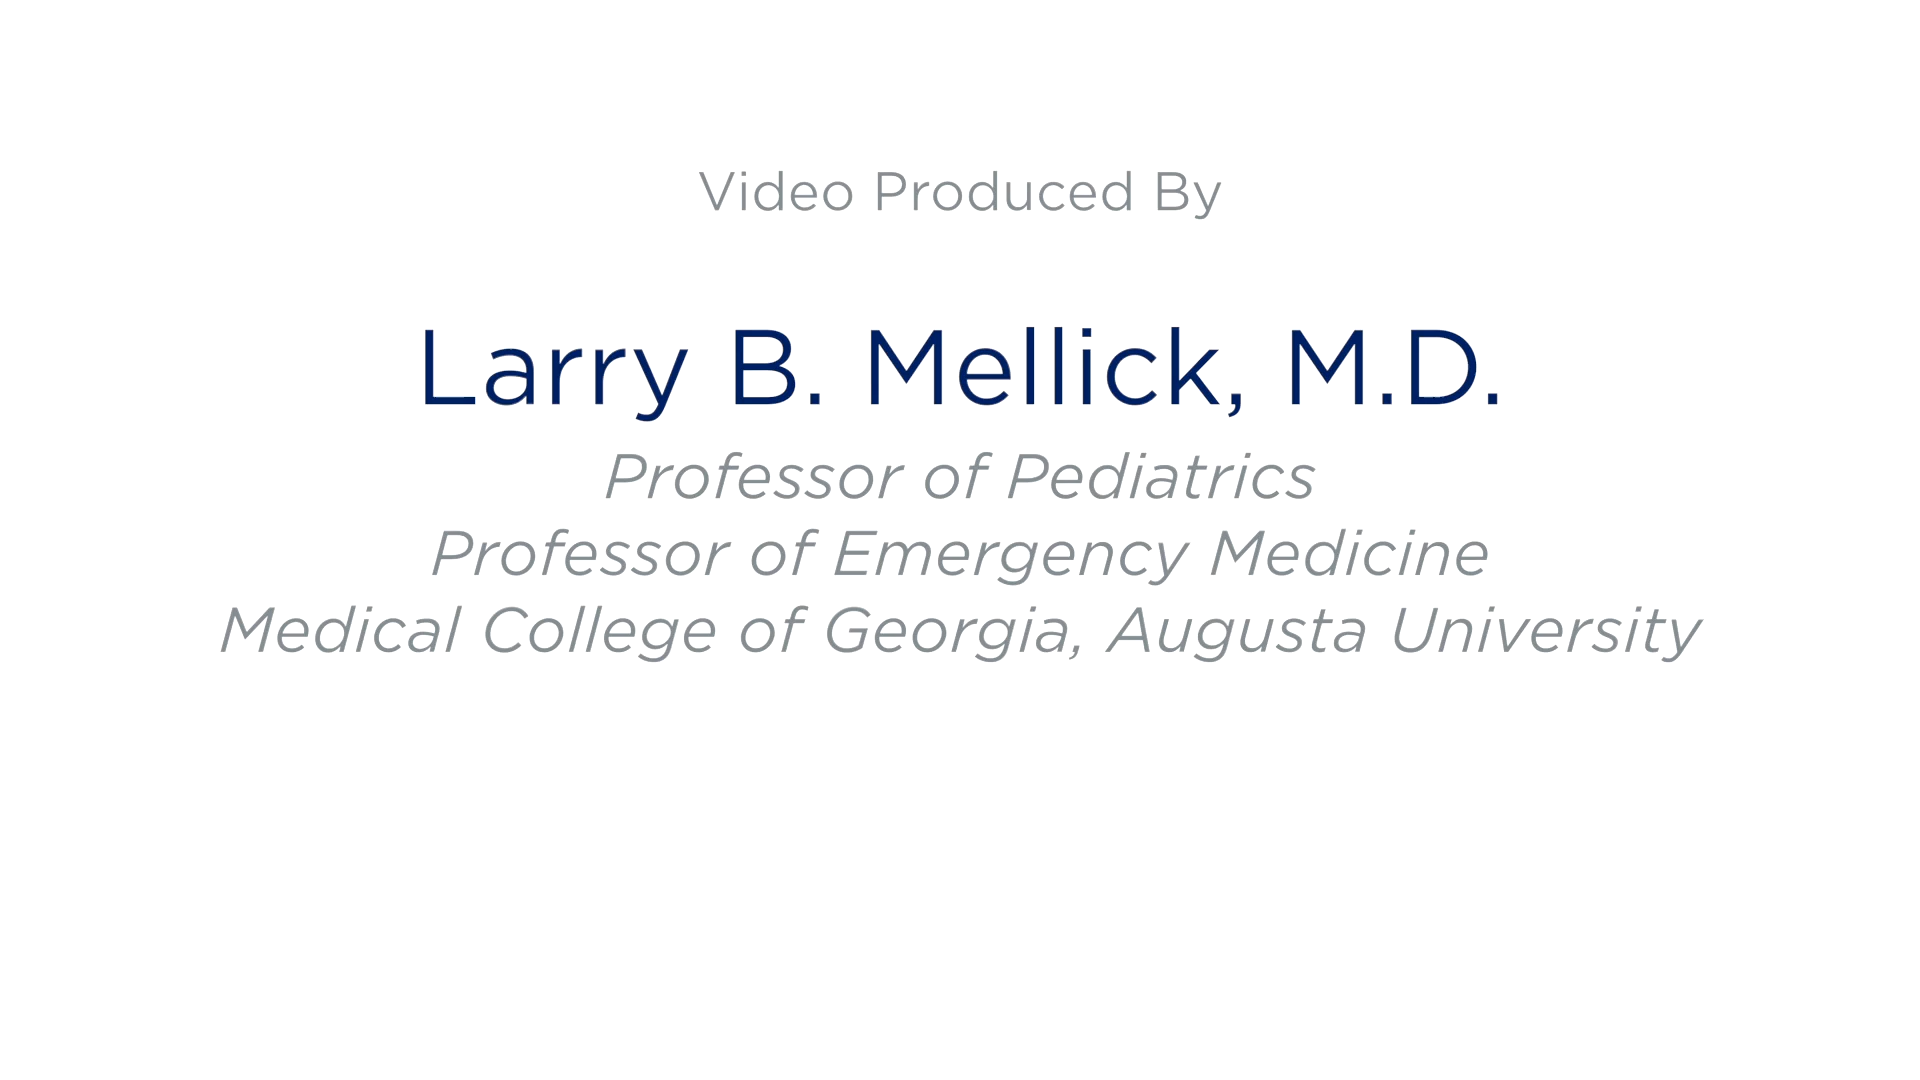 Video Produced By
Larry B. Mellick, M.D.
Professor of Pediatrics
Professor of Emergency Medicine
Medical College of Georgia, Augusta University